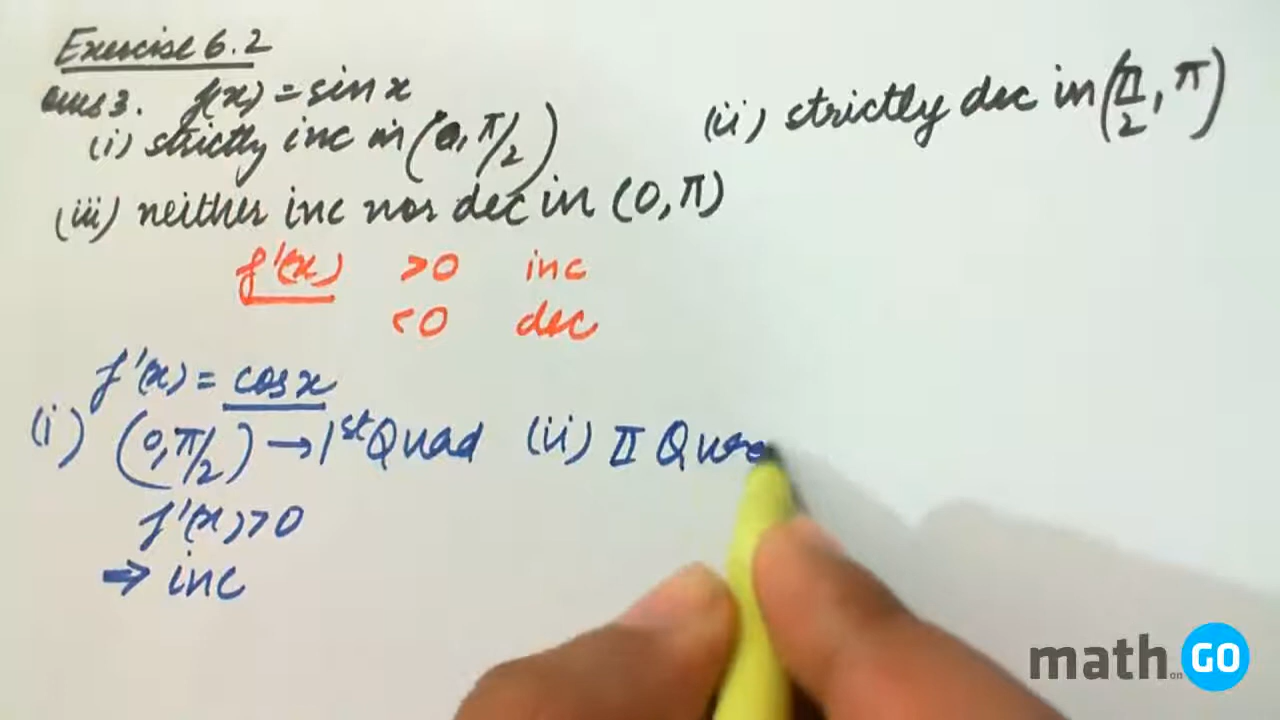 Exercise 6.2
Ques 3. f(x) = sin x
(i) strictly inc in (0, π/2)
(ii) strictly dec in (π/2, π)
(iii) neither inc nor dec in (0, π)
f'(x) >0 inc
<0 dec
f'(x) = cos x
(i) (0, π/2) → 1st Quad (ii) II Qua
f'(x) > 0
⇒ inc
math on GO